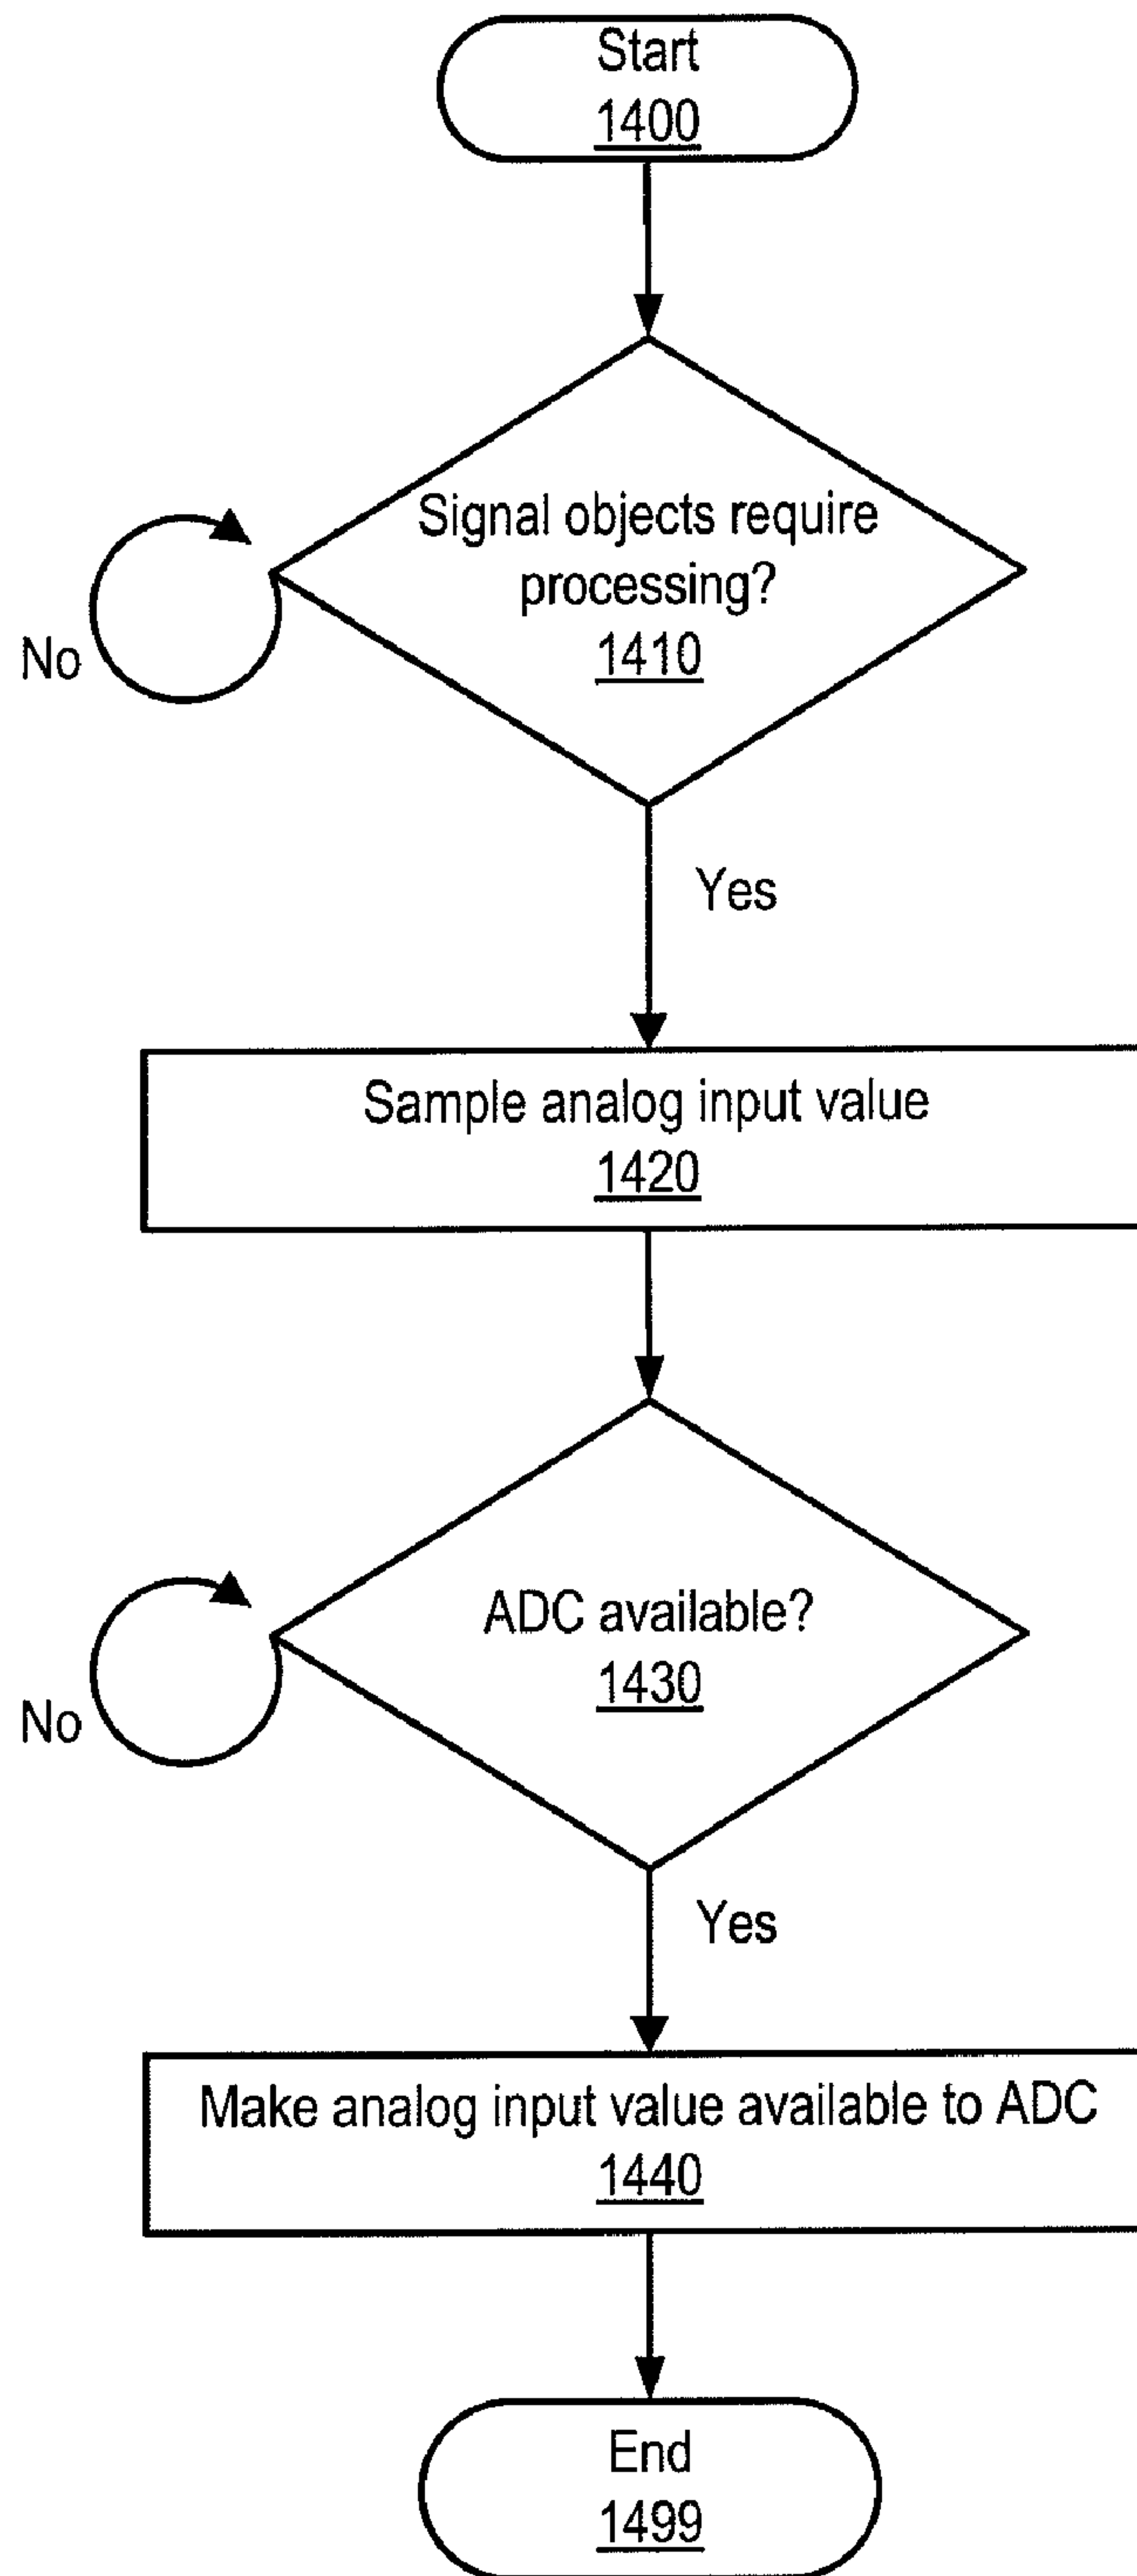 Start
1400
Signal objects require
processing?
1410
No
Yes
Sample analog input value
1420
ADC available?
1430
No
Yes
Make analog input value available to ADC
1440
End
1499